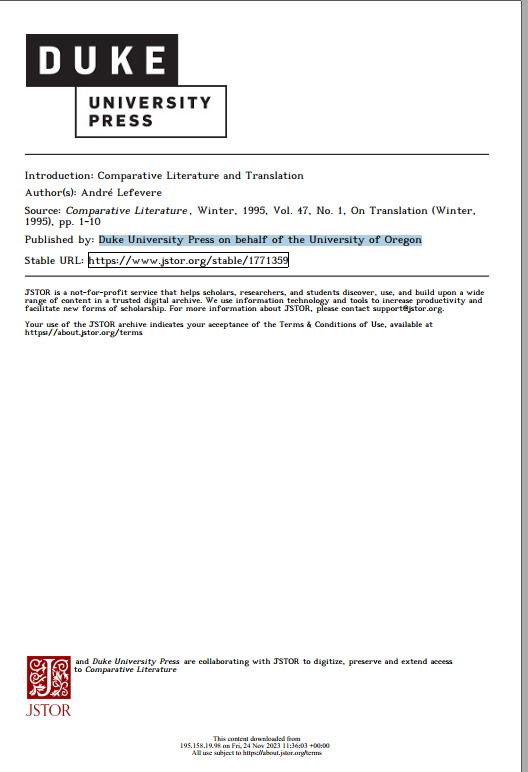 DUKE
UNIVERSITY
PRESS
Introduction: Comparative Literature and Translation
Author(s): André Lefevere
Source: Comparative Literature, Winter, 1995, Vol. 47, No. 1, On Translation (Winter,
1995), pp. 1-10
Published by: Duke University Press on behalf of the University of Oregon
Stable URL: https://www.jstor.org/stable/1771359
JSTOR is a not-for-profit service that helps scholars, researchers, and students discover, use, and build upon a wide
range of content in a trusted digital archive. We use information technology and tools to increase productivity and
facilitate new forms of scholarship. For more information about JSTOR, please contact support@jstor.org.
Your use of the JSTOR archive indicates your acceptance of the Terms & Conditions of Use, available at
https://about.jstor.org/terms
and Duke University Press are collaborating with JSTOR to digitize, preserve and extend access
to Comparative Literature
JSTOR
This content downloaded from
195.158.19.98 on Fri, 24 Nov 2023 11:36:03 +00:00
All use subject to https://about.jstor.org/terms